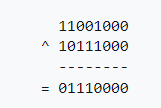 11001000
^ 10111000
--------
= 01110000